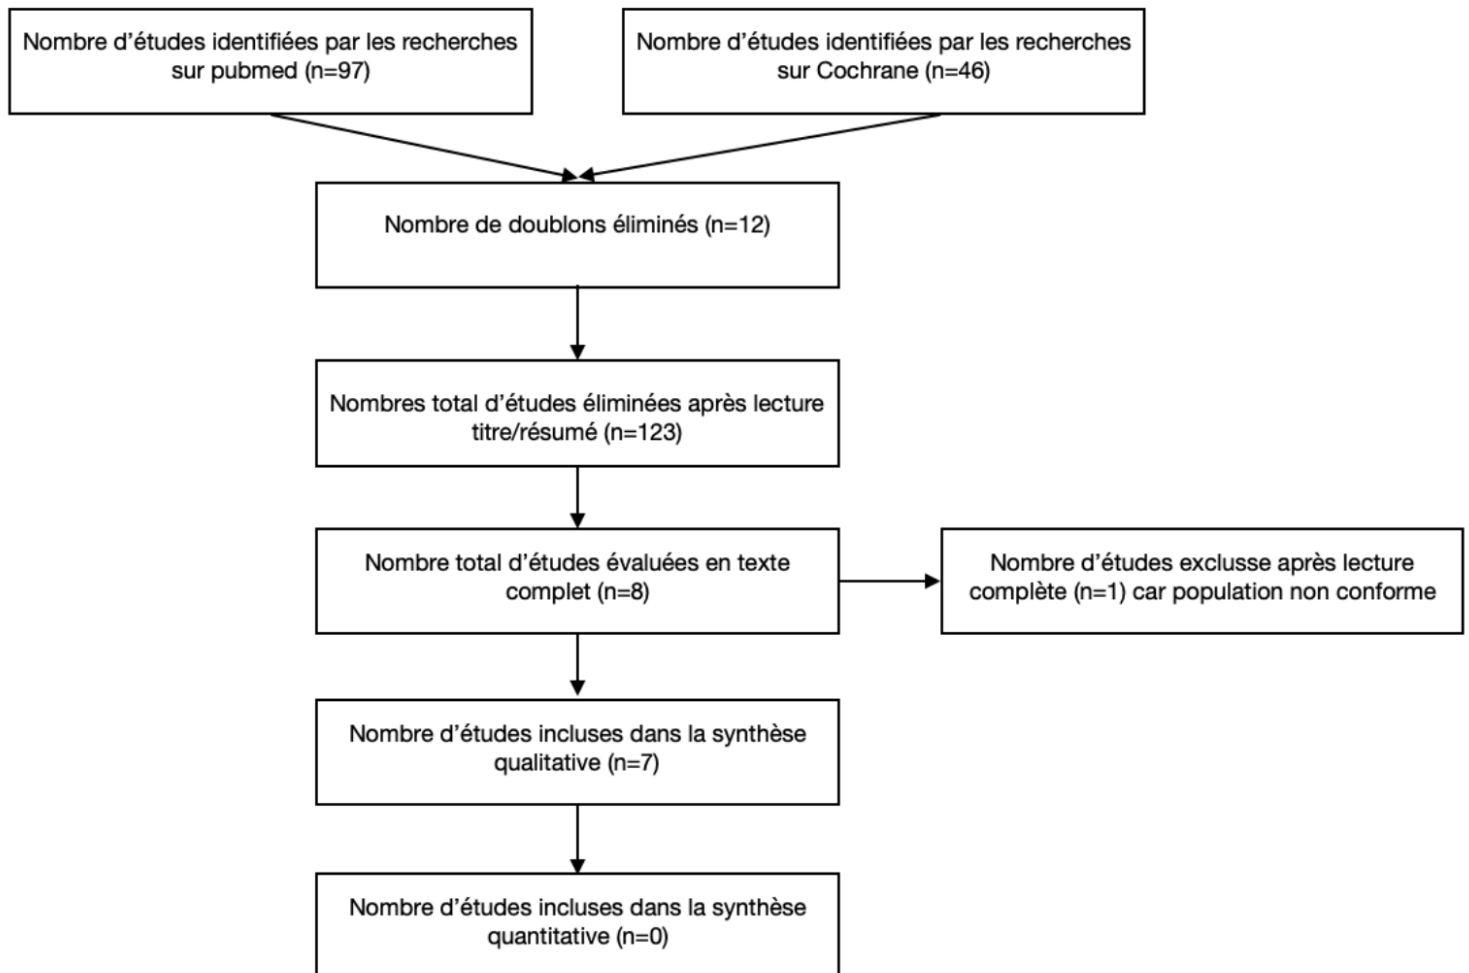 Nombre d’études identifiées par les recherches
sur pubmed (n=97)
Nombre d’études identifiées par les recherches
sur Cochrane (n=46)
Nombre de doublons éliminés (n=12)
Nombres total d’études éliminées après lecture
titre/résumé (n=123)
Nombre total d’études évaluées en texte
complet (n=8)
Nombre d’études exclusse après lecture
complète (n=1) car population non conforme
Nombre d’études incluses dans la synthèse
qualitative (n=7)
Nombre d’études incluses dans la synthèse
quantitative (n=0)